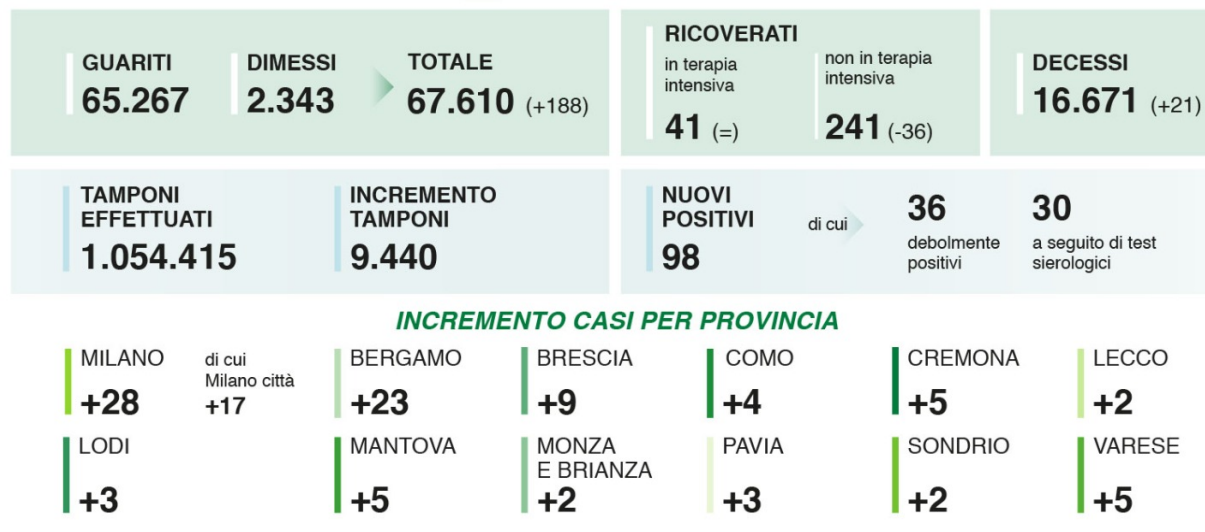 GUARITI
65.267
DIMESSI
2.343
TOTALE
67.610 (+188)
RICOVERATI
in terapia
intensiva
41 (=)
non in terapia
intensiva
241 (-36)
DECESSI
16.671 (+21)
TAMPONI
EFFETTUATI
1.054.415
INCREMENTO
TAMPONI
9.440
NUOVI
POSITIVI
98
di cui
36
debolmente
positivi
30
a seguito di test
sierologici
INCREMENTO CASI PER PROVINCIA
MILANO
+28
di cui
Milano città
+17
BERGAMO
+23
BRESCIA
+9
COMO
+4
CREMONA
+5
LECCO
+2
LODI
+3
MANTOVA
+5
MONZA
E BRIANZA
+2
PAVIA
+3
SONDRIO
+2
VARESE
+5